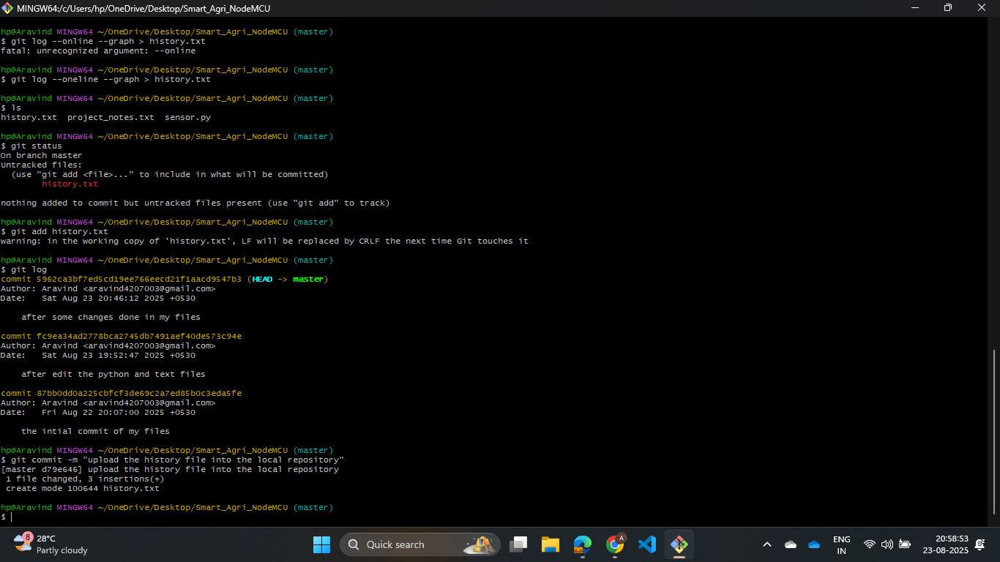 MINGW64:/c/Users/hp/OneDrive/Desktop/Smart_Agri_NodeMCU
hp@Aravind MINGW64 ~/OneDrive/Desktop/Smart_Agri_NodeMCU (master)
$ git log --online --graph > history.txt
fatal: unrecognized argument: --online
hp@Aravind MINGW64 ~/OneDrive/Desktop/Smart_Agri_NodeMCU (master)
$ git log --oneline --graph > history.txt
hp@Aravind MINGW64 ~/OneDrive/Desktop/Smart_Agri_NodeMCU (master)
$ ls
history.txt  project_notes.txt  sensor.py
hp@Aravind MINGW64 ~/OneDrive/Desktop/Smart_Agri_NodeMCU (master)
$ git status
On branch master
Untracked files:
  (use "git add <file>..." to include in what will be committed)
        history.txt
nothing added to commit but untracked files present (use "git add" to track)
hp@Aravind MINGW64 ~/OneDrive/Desktop/Smart_Agri_NodeMCU (master)
$ git add history.txt
warning: in the working copy of 'history.txt', LF will be replaced by CRLF the next time Git touches it
hp@Aravind MINGW64 ~/OneDrive/Desktop/Smart_Agri_NodeMCU (master)
$ git log
commit 5962ca3bf7ed5cd19ee766eecd21f1aacd9547b3 (HEAD -> master)
Author: Aravind <aravind4207003@gmail.com>
Date:   Sat Aug 23 20:46:12 2025 +0530
    after some changes done in my files
commit fc9ea34ad2778bca2745db7491aef40de573c94e
Author: Aravind <aravind4207003@gmail.com>
Date:   Sat Aug 23 19:52:47 2025 +0530
    after edit the python and text files
commit 87bb0dd0a225cbfcf3de69c2a7ed85b0c3eda5fe
Author: Aravind <aravind4207003@gmail.com>
Date:   Fri Aug 22 20:07:00 2025 +0530
    the intial commit of my files
hp@Aravind MINGW64 ~/OneDrive/Desktop/Smart_Agri_NodeMCU (master)
$ git commit -m "upload the history file into the local repository"
[master d79e646] upload the history file into the local repository
 1 file changed, 3 insertions(+)
 create mode 100644 history.txt
hp@Aravind MINGW64 ~/OneDrive/Desktop/Smart_Agri_NodeMCU (master)
$
8
28°C
Partly cloudy
Quick search
A
ENG
IN
20:58:53
23-08-2025